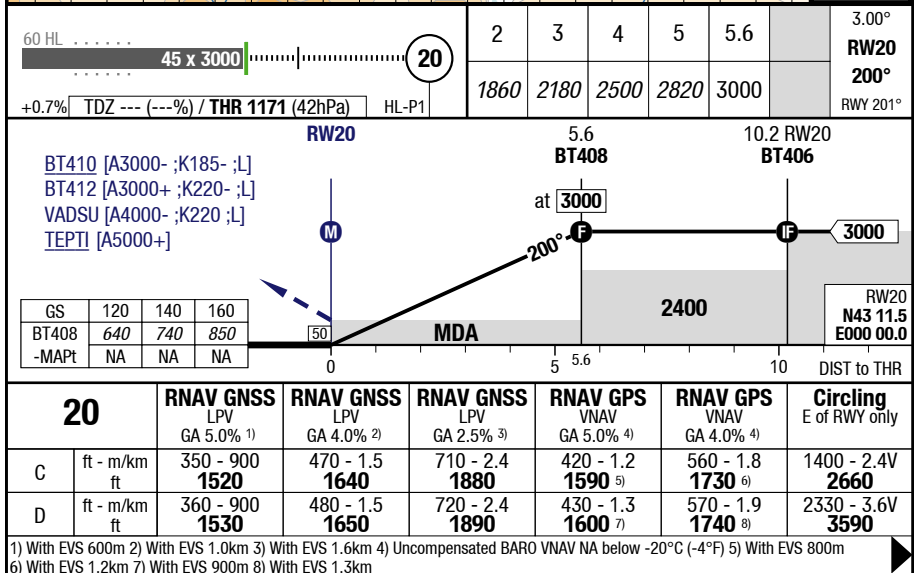 60 HL
45 x 3000
20
+0.7% TDZ --- (---%) / THR 1171 (42hPa) HL-P1
2 3 4 5 5.6
1860 2180 2500 2820 3000
3.00°
RW20
200°
RWY 201°
RW20
5.6
BT408
10.2 RW20
BT406
BT410 [A3000- ;K185- ;L]
BT412 [A3000+ ;K220- ;L]
VADSU [A4000- ;K220 ;L]
TEPTI [A5000+]
at 3000
M
F
IF
3000
200°
2400
MDA
50
GS 120 140 160
BT408 640 740 850
-MAPt NA NA NA
RW20
N43 11.5
E000 00.0
0 5 5.6 10 DIST to THR
20
RNAV GNSS
LPV
GA 5.0% 1)
RNAV GNSS
LPV
GA 4.0% 2)
RNAV GNSS
LPV
GA 2.5% 3)
RNAV GPS
VNAV
GA 5.0% 4)
RNAV GPS
VNAV
GA 4.0% 4)
Circling
E of RWY only
C ft - m/km 350 - 900 470 - 1.5 710 - 2.4 420 - 1.2 560 - 1.8 1400 - 2.4V
ft 1520 1640 1880 1590 5) 1730 6) 2660
D ft - m/km 360 - 900 480 - 1.5 720 - 2.4 430 - 1.3 570 - 1.9 2330 - 3.6V
ft 1530 1650 1890 1600 7) 1740 8) 3590
1) With EVS 600m 2) With EVS 1.0km 3) With EVS 1.6km 4) Uncompensated BARO VNAV NA below -20°C (-4°F) 5) With EVS 800m
6) With EVS 1.2km 7) With EVS 900m 8) With EVS 1.3km